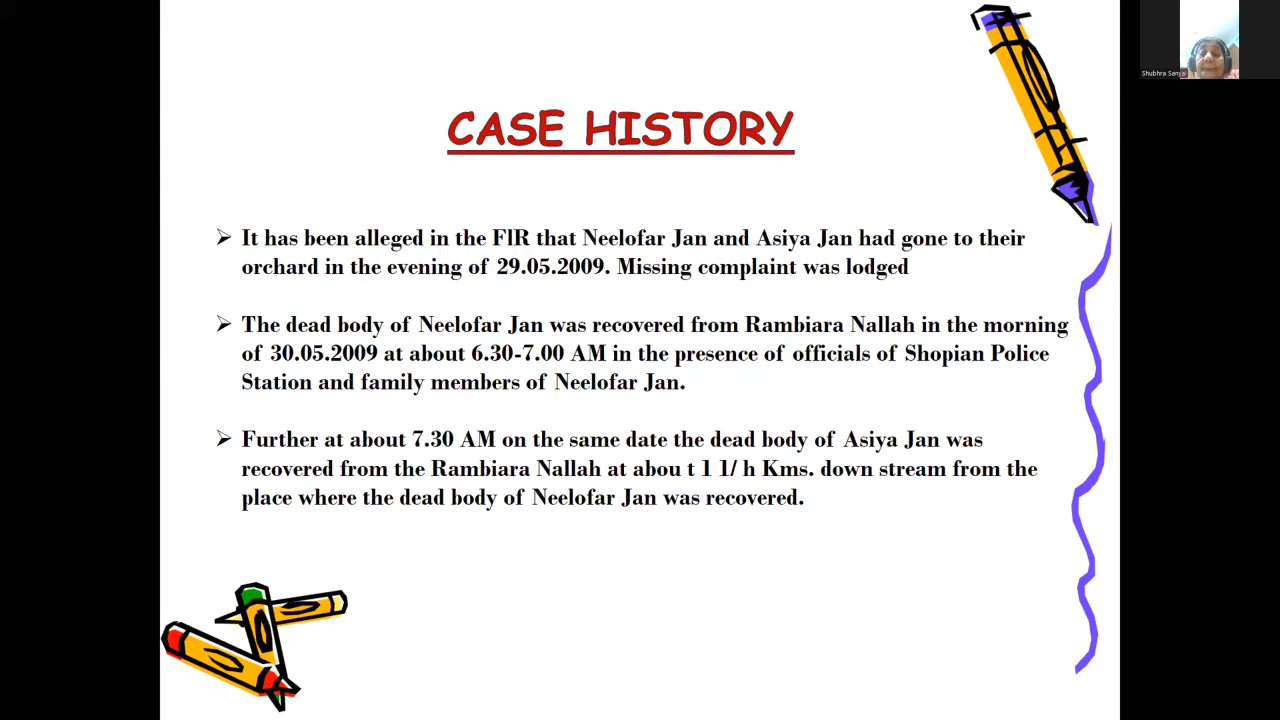 Shubhra Sanyal
CASE HISTORY
It has been alleged in the FlR that Neelofar Jan and Asiya Jan had gone to their
orchard in the evening of 29.05.2009. Missing complaint was lodged
The dead body of Neelofar Jan was recovered from Rambiara Nallah in the morning
of 30.05.2009 at about 6.30-7.00 AM in the presence of officials of Shopian Police
Station and family members of Neelofar Jan.
Further at about 7.30 AM on the same date the dead body of Asiya Jan was
recovered from the Rambiara Nallah at abou t 1 1/ h Kms. down stream from the
place where the dead body of Neelofar Jan was recovered.